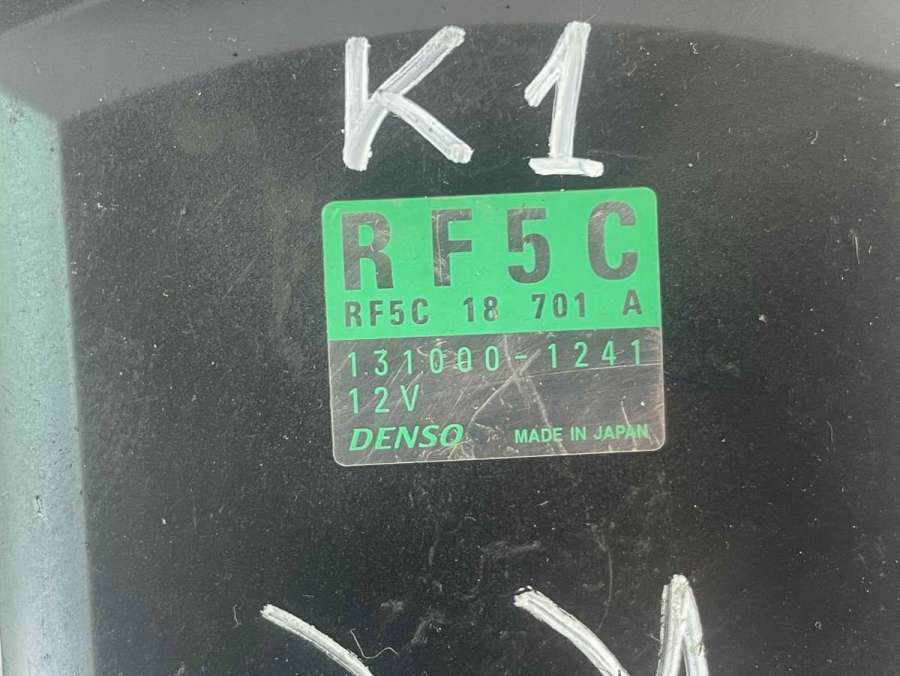 K1
RF5C
RF5C 18 701 A
131000-1241
12V
DENSO MADE IN JAPAN